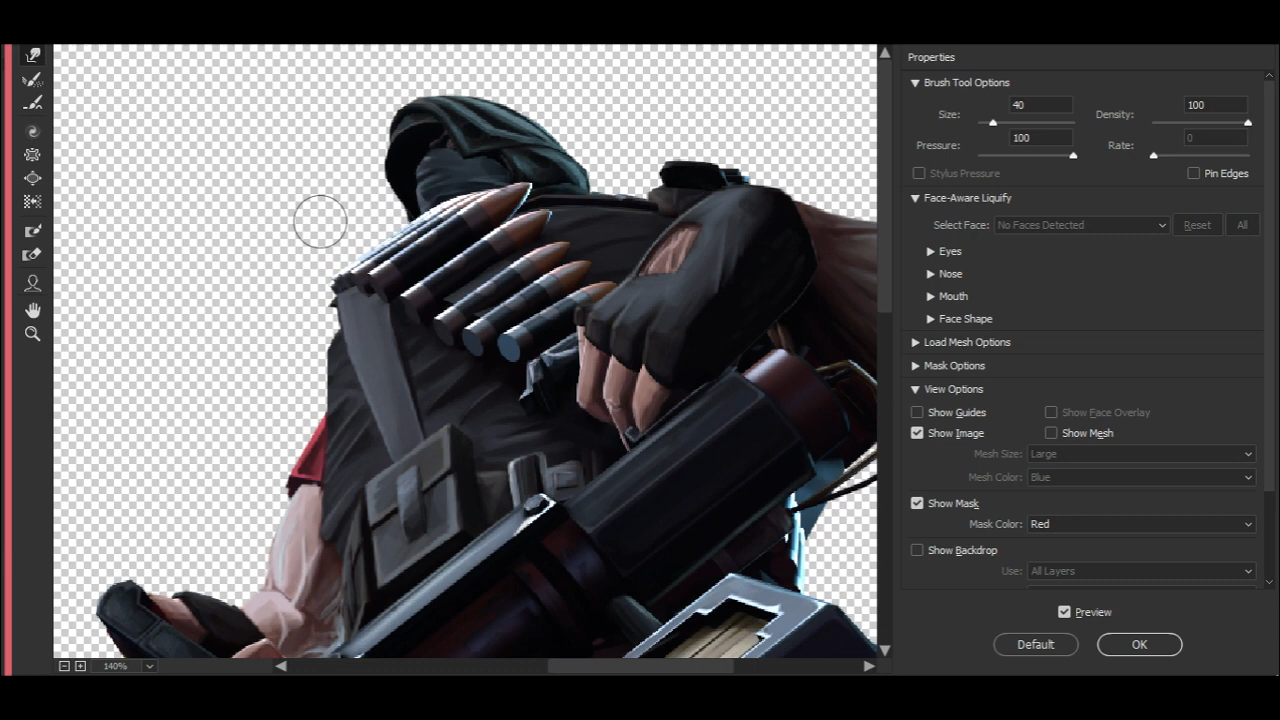 Properties
Brush Tool Options
Size: 40 Density: 100
Pressure: 100 Rate: 0
Stylus Pressure Pin Edges
Face-Aware Liquify
Select Face: No Faces Detected Reset All
Eyes
Nose
Mouth
Face Shape
Load Mesh Options
Mask Options
View Options
Show Guides Show Face Overlay
Show Image Show Mesh
Mesh Size: Large
Mesh Color: Blue
Show Mask
Mask Color: Red
Show Backdrop
Use: All Layers
Preview
Default OK
140%